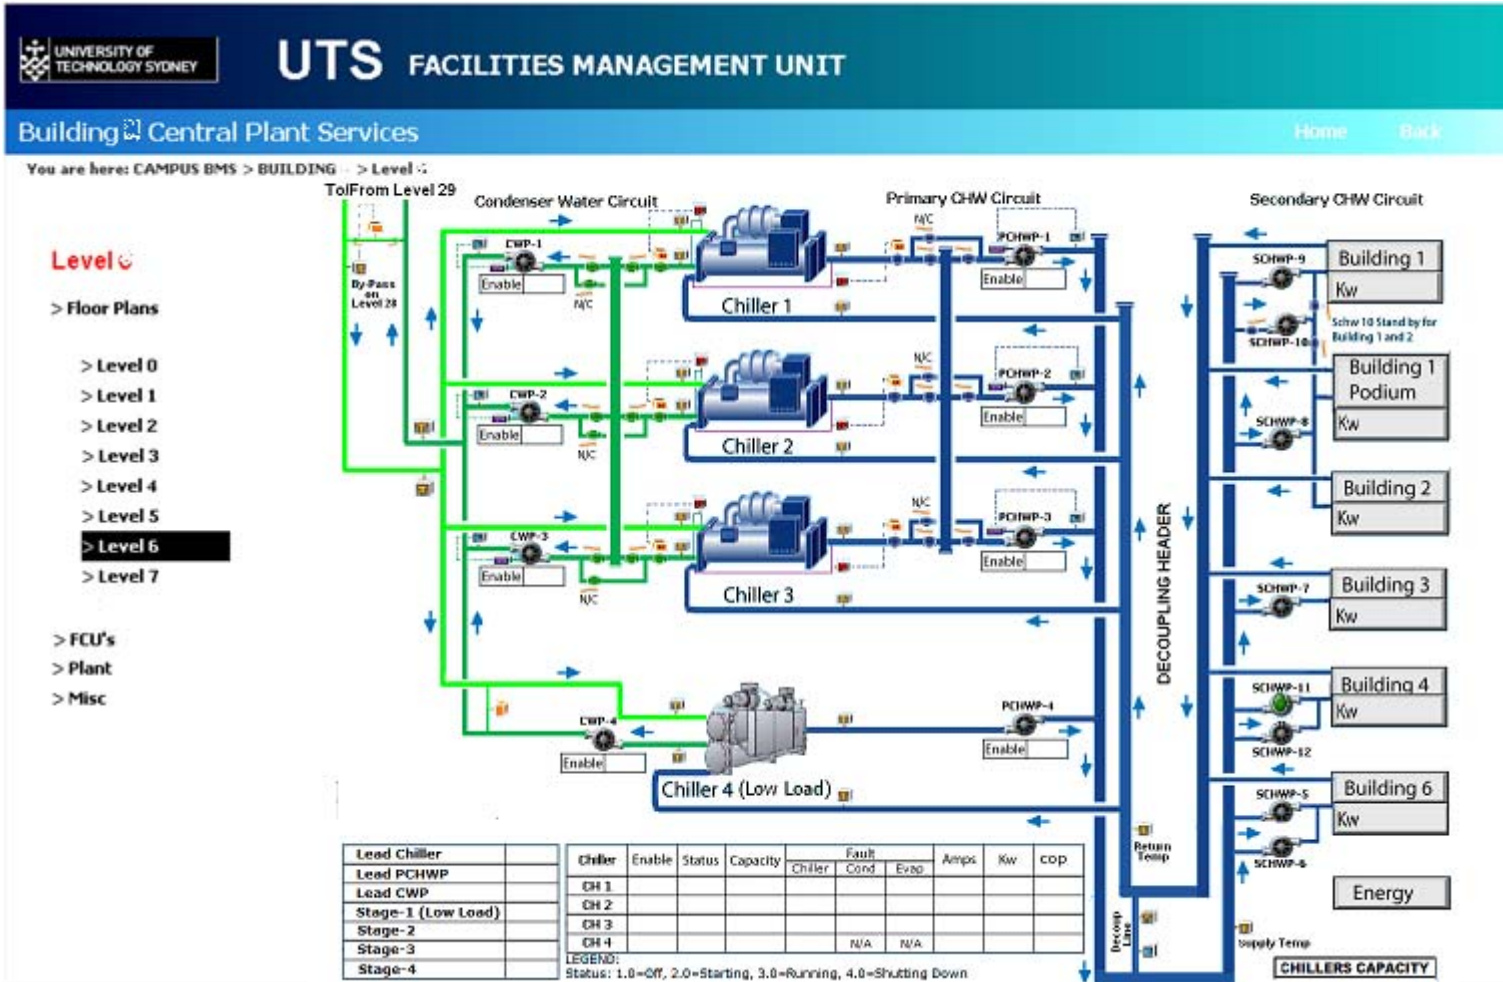 UNIVERSITY OF
TECHNOLOGY SYDNEY
UTS FACILITIES MANAGEMENT UNIT
Building Central Plant Services
Home Back
You are here: CAMPUS BMS > BUILDING > Level
To/From Level 29
Condenser Water Circuit
Primary CHW Circuit
Secondary CHW Circuit
Level
> Floor Plans
> Level 0
> Level 1
> Level 2
> Level 3
> Level 4
> Level 5
> Level 6
> Level 7
> FCU's
> Plant
> Misc
By-Pass
on
Level 28
CWP-1
Enable
N/C
Chiller 1
N/C
PCHWP-1
Enable
CWP-2
Enable
N/C
Chiller 2
N/C
PCHWP-2
Enable
CWP-3
Enable
N/C
Chiller 3
N/C
PCHWP-3
Enable
CWP-4
Enable
Chiller 4 (Low Load)
PCHWP-4
Enable
DECOUPLING HEADER
SCHWP-9
Building 1
Kw
SCHWP-10
Schw 10 Stand by for
Building 1 and 2
Building 1
Podium
Kw
SCHWP-8
Building 2
Kw
SCHWP-7
Building 3
Kw
SCHWP-11
Building 4
Kw
SCHWP-12
Building 6
Kw
SCHWP-5
SCHWP-6
Return
Temp
Energy
Decoup
Line
Supply Temp
CHILLERS CAPACITY
Lead Chiller
Lead PCHWP
Lead CWP
Stage-1 (Low Load)
Stage-2
Stage-3
Stage-4
Chiller Enable Status Capacity Fault Amps Kw COP
Chiller Cond Evap
CH 1
CH 2
CH 3
CH 4 N/A N/A
LEGEND:
Status: 1.0=Off, 2.0=Starting, 3.0=Running, 4.0=Shutting Down